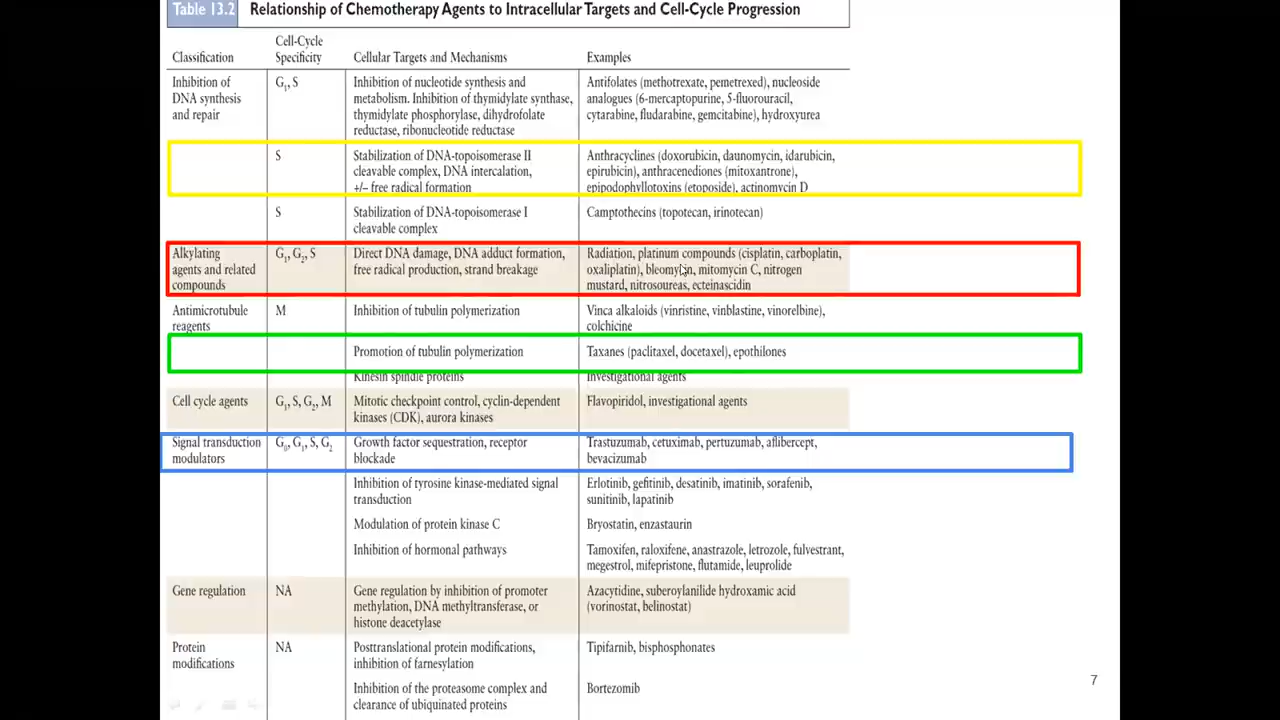 Table 13.2 Relationship of Chemotherapy Agents to Intracellular Targets and Cell-Cycle Progression
Classification
Cell-Cycle
Specificity
Cellular Targets and Mechanisms
Examples
Inhibition of
DNA synthesis
and repair
G1, S
Inhibition of nucleotide synthesis and
metabolism. Inhibition of thymidylate synthase,
thymidylate phosphorylase, dihydrofolate
reductase, ribonucleotide reductase
Antifolates (methotrexate, pemetrexed), nucleoside
analogues (6-mercaptopurine, 5-fluorouracil,
cytarabine, fludarabine, gemcitabine), hydroxyurea
S
Stabilization of DNA-topoisomerase II
cleavable complex, DNA intercalation,
+/– free radical formation
Anthracyclines (doxorubicin, daunomycin, idarubicin,
epirubicin), anthracenediones (mitoxantrone),
epipodophyllotoxins (etoposide), actinomycin D
S
Stabilization of DNA-topoisomerase I
cleavable complex
Camptothecins (topotecan, irinotecan)
Alkylating
agents and related
compounds
G1, G2, S
Direct DNA damage, DNA adduct formation,
free radical production, strand breakage
Radiation, platinum compounds (cisplatin, carboplatin,
oxaliplatin), bleomycin, mitomycin C, nitrogen
mustard, nitrosoureas, ecteinascidin
Antimicrotubule
reagents
M
Inhibition of tubulin polymerization
Vinca alkaloids (vinristine, vinblastine, vinorelbine),
colchicine
Promotion of tubulin polymerization
Taxanes (paclitaxel, docetaxel), epothilones
Kinesin spindle proteins
Investigational agents
Cell cycle agents
G1, S, G2, M
Mitotic checkpoint control, cyclin-dependent
kinases (CDK), aurora kinases
Flavopiridol, investigational agents
Signal transduction
modulators
G0, G1, S, G2
Growth factor sequestration, receptor
blockade
Trastuzumab, cetuximab, pertuzumab, aflibercept,
bevacizumab
Inhibition of tyrosine kinase-mediated signal
transduction
Erlotinib, gefitinib, desatinib, imatinib, sorafenib,
sunitinib, lapatinib
Modulation of protein kinase C
Bryostatin, enzastaurin
Inhibition of hormonal pathways
Tamoxifen, raloxifene, anastrazole, letrozole, fulvestrant,
megestrol, mifepristone, flutamide, leuprolide
Gene regulation
NA
Gene regulation by inhibition of promoter
methylation, DNA methyltransferase, or
histone deacetylase
Azacytidine, suberoylanilide hydroxamic acid
(vorinostat, belinostat)
Protein
modifications
NA
Posttranslational protein modifications,
inhibition of farnesylation
Tipifarnib, bisphosphonates
Inhibition of the proteasome complex and
clearance of ubiquinated proteins
Bortezomib
7